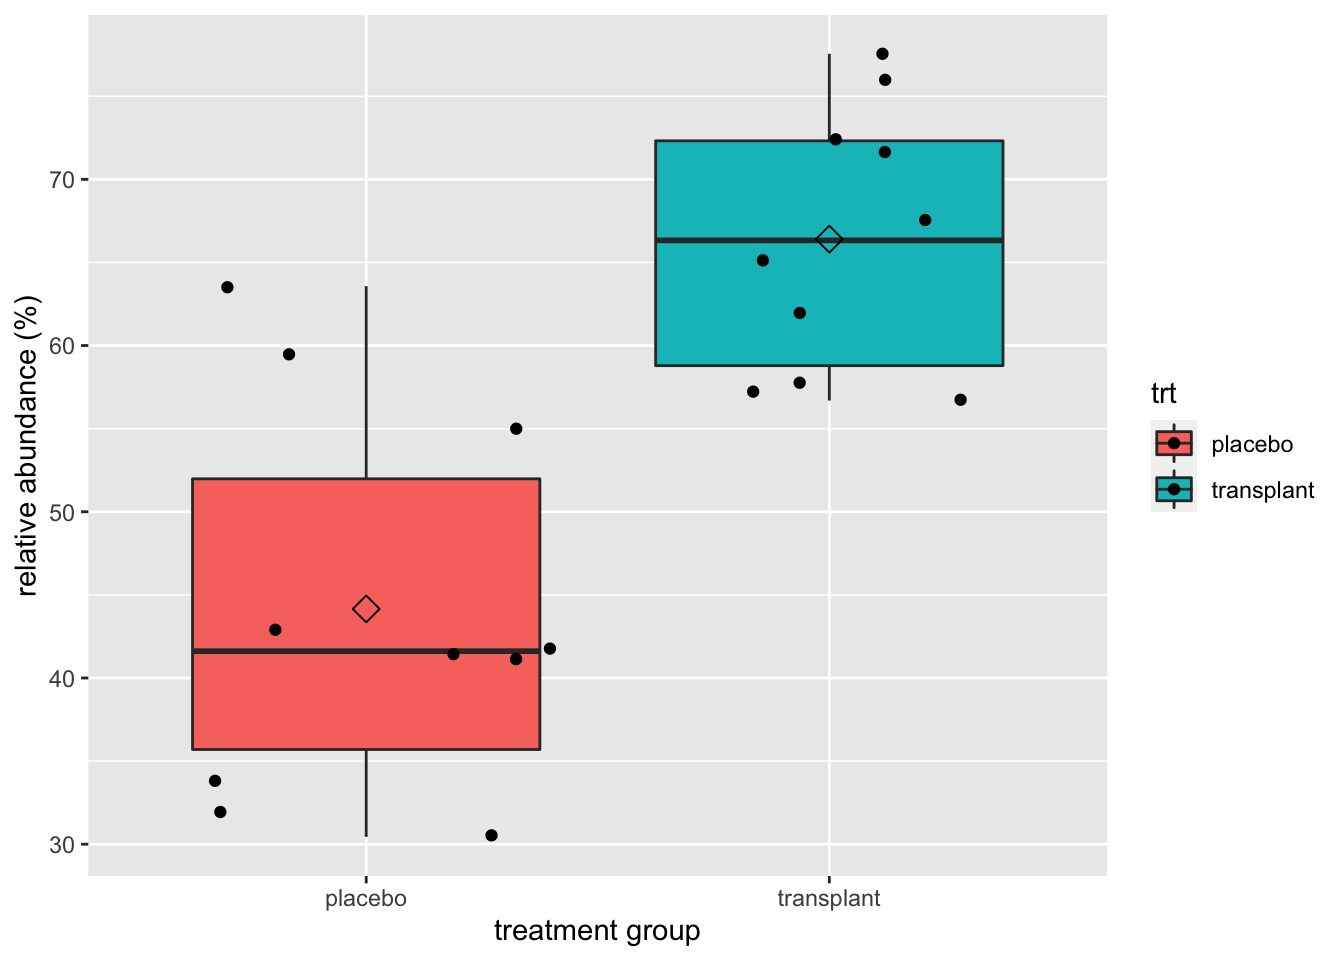 relative abundance (%)
70
60
50
40
30
placebo
transplant
treatment group
trt
placebo
transplant